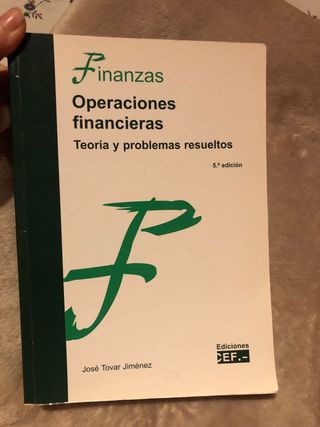 Finanzas
Operaciones
financieras
Teoría y problemas resueltos
5.ª edición
José Tovar Jiménez
Ediciones
CEF.-